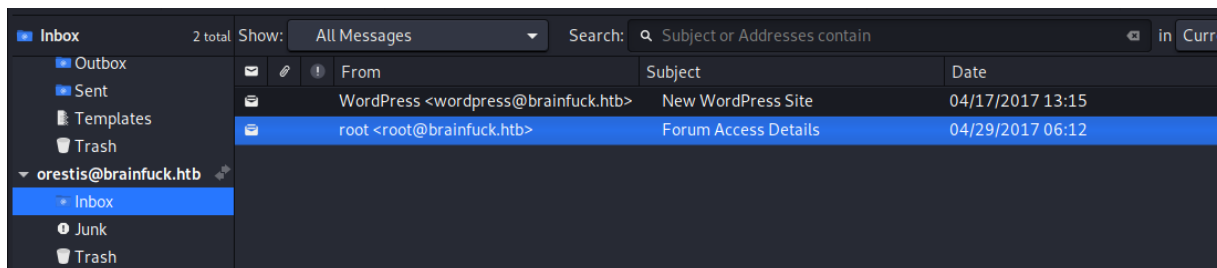 Inbox 2 total Show: All Messages Search: Subject or Addresses contain in Curre
Outbox
Sent
Templates
Trash
orestis@brainfuck.htb
Inbox
Junk
Trash
From Subject Date
WordPress <wordpress@brainfuck.htb> New WordPress Site 04/17/2017 13:15
root <root@brainfuck.htb> Forum Access Details 04/29/2017 06:12